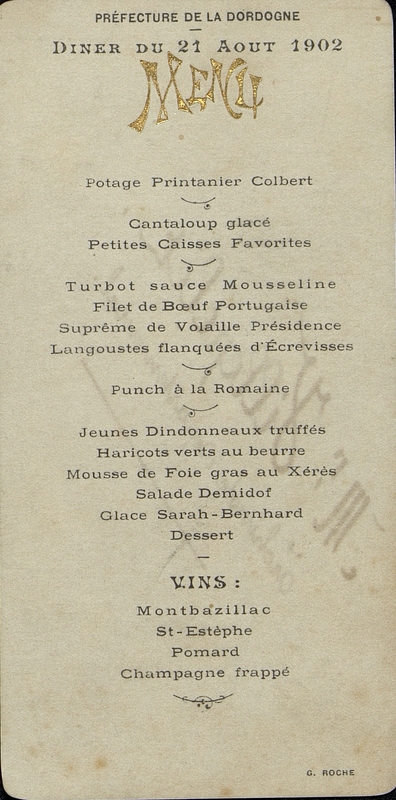 PRÉFECTURE DE LA DORDOGNE
DINER DU 21 AOUT 1902
MENU
Potage Printanier Colbert
Cantaloup glacé
Petites Caisses Favorites
Turbot sauce Mousseline
Filet de Bœuf Portugaise
Suprême de Volaille Présidence
Langoustes flanquées d'Écrevisses
Punch à la Romaine
Jeunes Dindonneaux truffés
Haricots verts au beurre
Mousse de Foie gras au Xérès
Salade Demidof
Glace Sarah-Bernhard
Dessert
VINS :
Montbazillac
St-Estèphe
Pomard
Champagne frappé
G. ROCHE